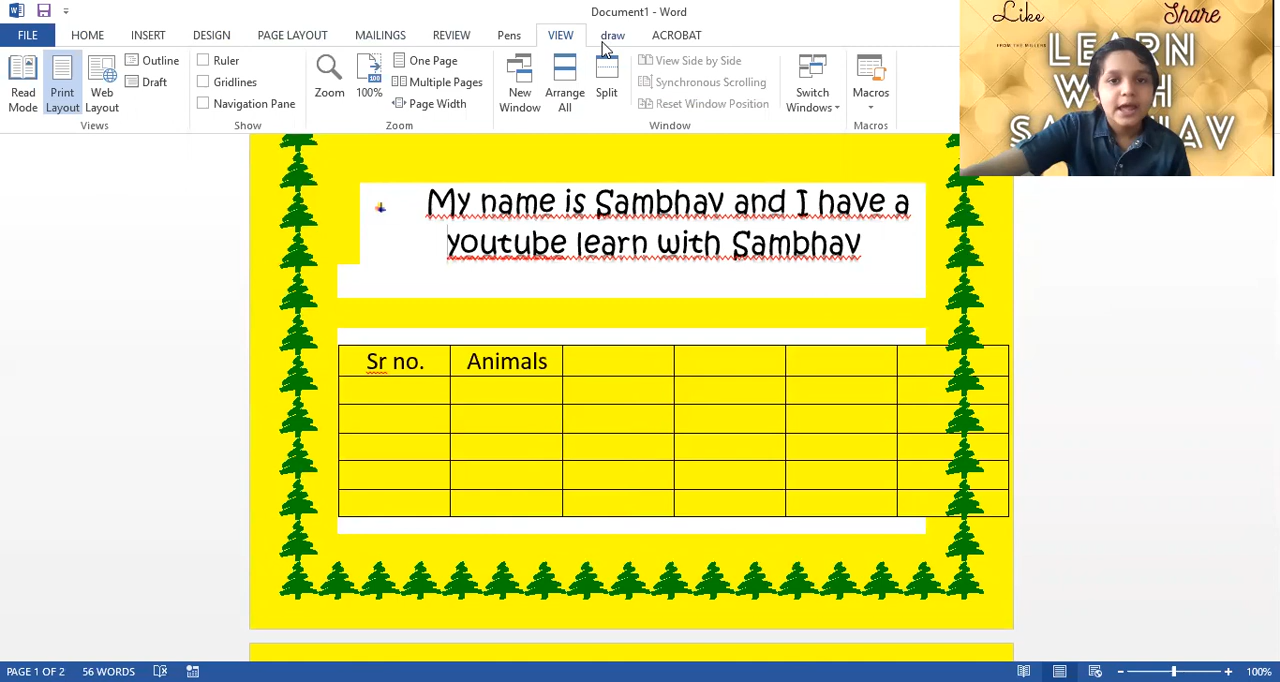 Document1 - Word
FILE HOME INSERT DESIGN PAGE LAYOUT MAILINGS REVIEW Pens VIEW draw ACROBAT
Read Mode
Print Layout
Web Layout
Outline
Draft
Views
Ruler
Gridlines
Navigation Pane
Show
Zoom
100%
One Page
Multiple Pages
Page Width
Zoom
New Window
Arrange All
Split
View Side by Side
Synchronous Scrolling
Reset Window Position
Window
Switch Windows
Macros
Macros
Like
Share
LEARN
WITH
SAMBHAV
My name is Sambhav and I have a
youtube learn with Sambhav
Sr no. Animals
PAGE 1 OF 2 56 WORDS
100%